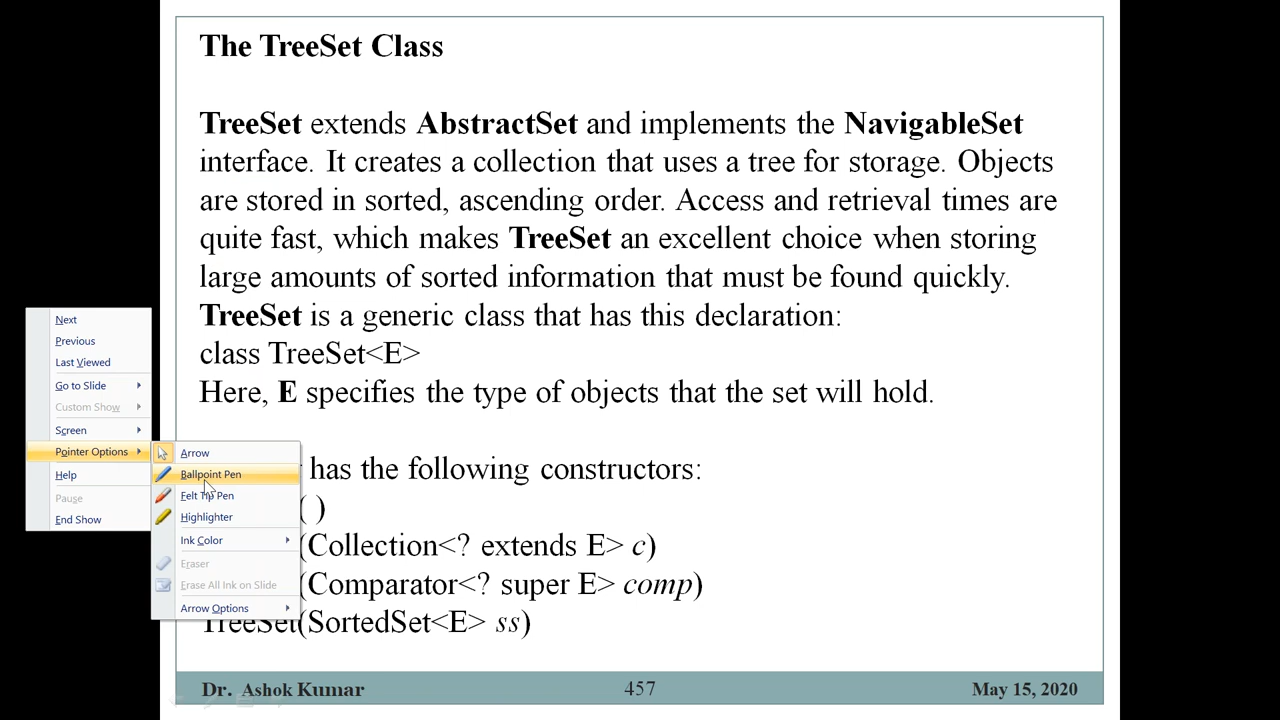 The TreeSet Class
TreeSet extends AbstractSet and implements the NavigableSet
interface. It creates a collection that uses a tree for storage. Objects
are stored in sorted, ascending order. Access and retrieval times are
quite fast, which makes TreeSet an excellent choice when storing
large amounts of sorted information that must be found quickly.
TreeSet is a generic class that has this declaration:
class TreeSet<E>
Here, E specifies the type of objects that the set will hold.
has the following constructors:
( )
(Collection<? extends E> c)
(Comparator<? super E> comp)
TreeSet(SortedSet<E> ss)
Next
Previous
Last Viewed
Go to Slide
Custom Show
Screen
Pointer Options
Help
Pause
End Show
Arrow
Ballpoint Pen
Felt Tip Pen
Highlighter
Ink Color
Eraser
Erase All Ink on Slide
Arrow Options
Dr. Ashok Kumar
457
May 15, 2020